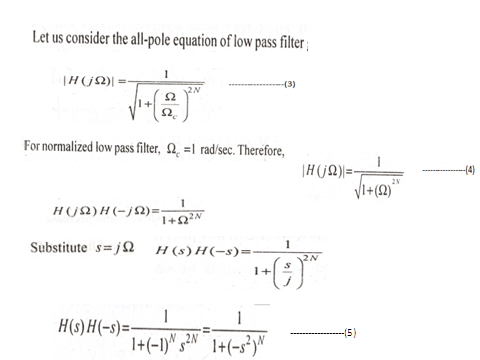 Let us consider the all-pole equation of low pass filter;
|H(jΩ)| = 1/√(1+(Ω/Ω_c)^{2N}) --------------(3)
For normalized low pass filter, Ω_c =1 rad/sec. Therefore,
|H(jΩ)|= 1/√(1+(Ω)^{2N}) ------------(4)
H(jΩ)H(-jΩ)= 1/(1+Ω^{2N})
Substitute s=jΩ H(s)H(-s)= 1/(1+(s/j)^{2N})
H(s)H(-s)= 1/(1+(-1)^N s^{2N}) = 1/(1+(-s²)^N) ---------------(5)